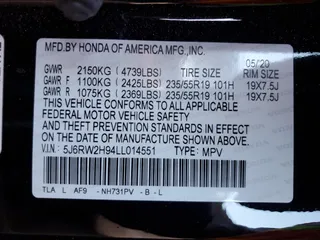 MFD.BY HONDA OF AMERICA MFG.,INC.
05/20
GVWR 2150KG (4739LBS) TIRE SIZE RIM SIZE
GAWR F 1100KG (2425LBS) 235/55R19 101H 19X7.5J
GAWR R 1075KG (2369LBS) 235/55R19 101H 19X7.5J
THIS VEHICLE CONFORMS TO ALL APPLICABLE
FEDERAL MOTOR VEHICLE SAFETY
AND THEFT PREVENTION STANDARDS IN EFFECT
ON THE DATE OF MANUFACTURE SHOWN ABOVE.
V.I.N: 5J6RW2H94LL014551 TYPE: MPV
TLA L AF9 - NH731PV - B - L